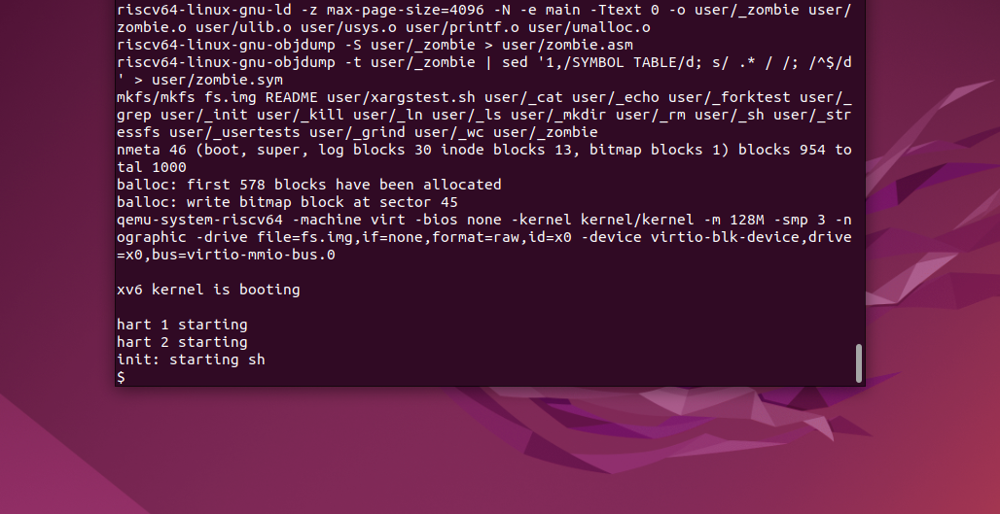 riscv64-linux-gnu-ld -z max-page-size=4096 -N -e main -Ttext 0 -o user/_zombie user/
zombie.o user/ulib.o user/usys.o user/printf.o user/umalloc.o
riscv64-linux-gnu-objdump -S user/_zombie > user/zombie.asm
riscv64-linux-gnu-objdump -t user/_zombie | sed '1,/SYMBOL TABLE/d; s/ .* / /; /^$/d
' > user/zombie.sym
mkfs/mkfs fs.img README user/xargstest.sh user/_cat user/_echo user/_forktest user/_
grep user/_init user/_kill user/_ln user/_ls user/_mkdir user/_rm user/_sh user/_str
essfs user/_usertests user/_grind user/_wc user/_zombie
nmeta 46 (boot, super, log blocks 30 inode blocks 13, bitmap blocks 1) blocks 954 to
tal 1000
balloc: first 578 blocks have been allocated
balloc: write bitmap block at sector 45
qemu-system-riscv64 -machine virt -bios none -kernel kernel/kernel -m 128M -smp 3 -n
ographic -drive file=fs.img,if=none,format=raw,id=x0 -device virtio-blk-device,drive
=x0,bus=virtio-mmio-bus.0
xv6 kernel is booting
hart 1 starting
hart 2 starting
init: starting sh
$